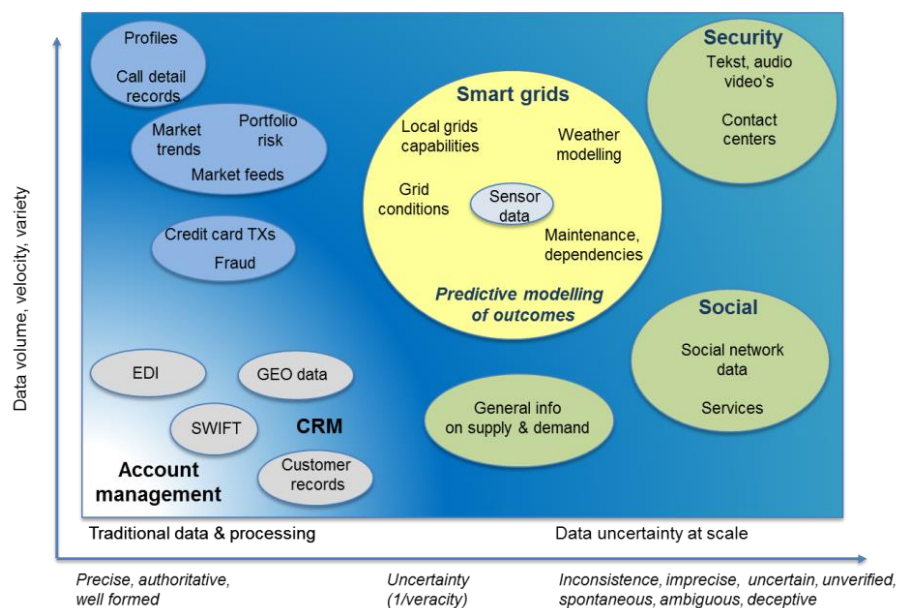 Data volume, velocity, variety
Profiles
Call detail
records
Market
trends
Portfolio
risk
Market feeds
Credit card TXs
Fraud
EDI
GEO data
SWIFT
CRM
Customer
records
Account
management
Smart grids
Local grids
capabilities
Weather
modelling
Grid
conditions
Sensor
data
Maintenance,
dependencies
Predictive modelling
of outcomes
General info
on supply & demand
Security
Tekst, audio
video's
Contact
centers
Social
Social network
data
Services
Traditional data & processing
Data uncertainty at scale
Precise, authoritative,
well formed
Uncertainty
(1/veracity)
Inconsistence, imprecise, uncertain, unverified,
spontaneous, ambiguous, deceptive